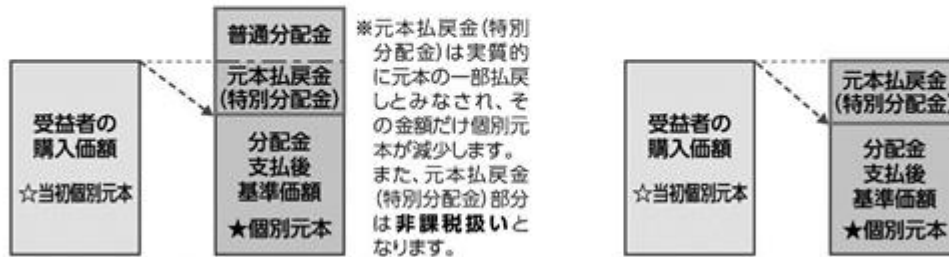 受益者の
購入価額
☆当初個別元本
普通分配金
元本払戻金
(特別分配金)
分配金
支払後
基準価額
★個別元本
※元本払戻金(特別
分配金)は実質的
に元本の一部払戻
しとみなされ、そ
の金額だけ個別元
本が減少します。
また、元本払戻金
(特別分配金)部分
は非課税扱いと
なります。
受益者の
購入価額
☆当初個別元本
元本払戻金
(特別分配金
分配金
支払後
基準価額
★個別元本